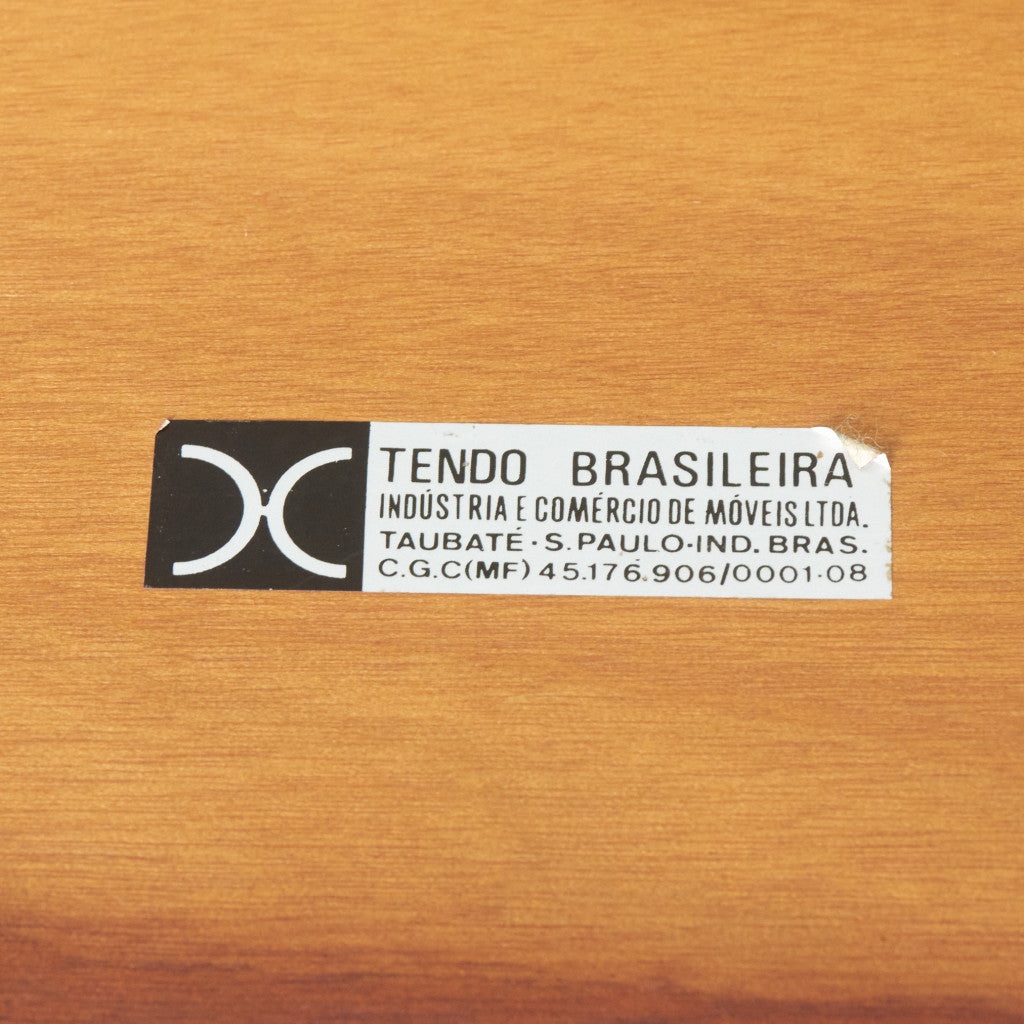 TENDO BRASILEIRA
INDÚSTRIA E COMÉRCIO DE MÓVEIS LTDA.
TAUBATÉ · S. PAULO · IND. BRAS.
C.G.C(MF) 45.176.906/0001-08